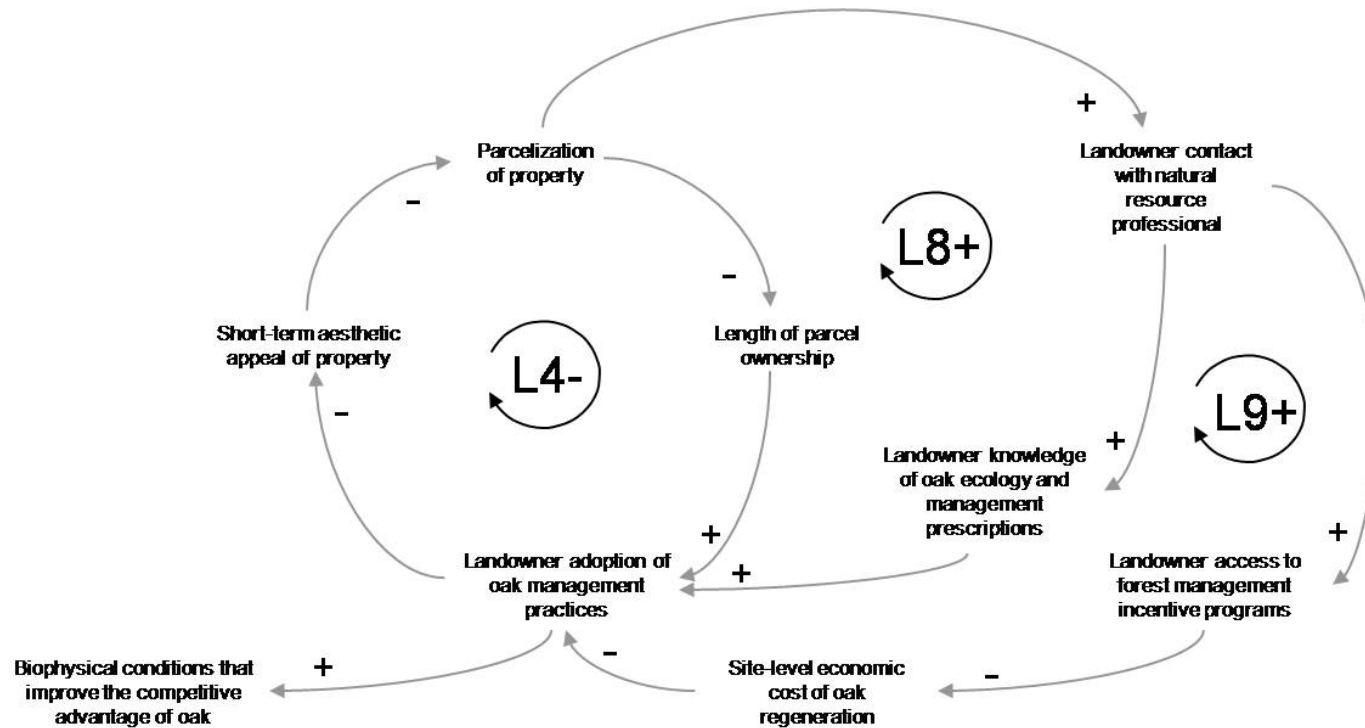 +
Parcelization
of property
Landowner contact
with natural
resource
professional
-
L8+
-
Short-term aesthetic
appeal of property
Length of parcel
ownership
L4-
-
L9+
+
Landowner knowledge
of oak ecology and
management
prescriptions
+
+
+
Landowner adoption of
oak management
practices
Landowner access to
forest management
incentive programs
-
-
+
Biophysical conditions that
improve the competitive
advantage of oak
Site-level economic
cost of oak
regeneration